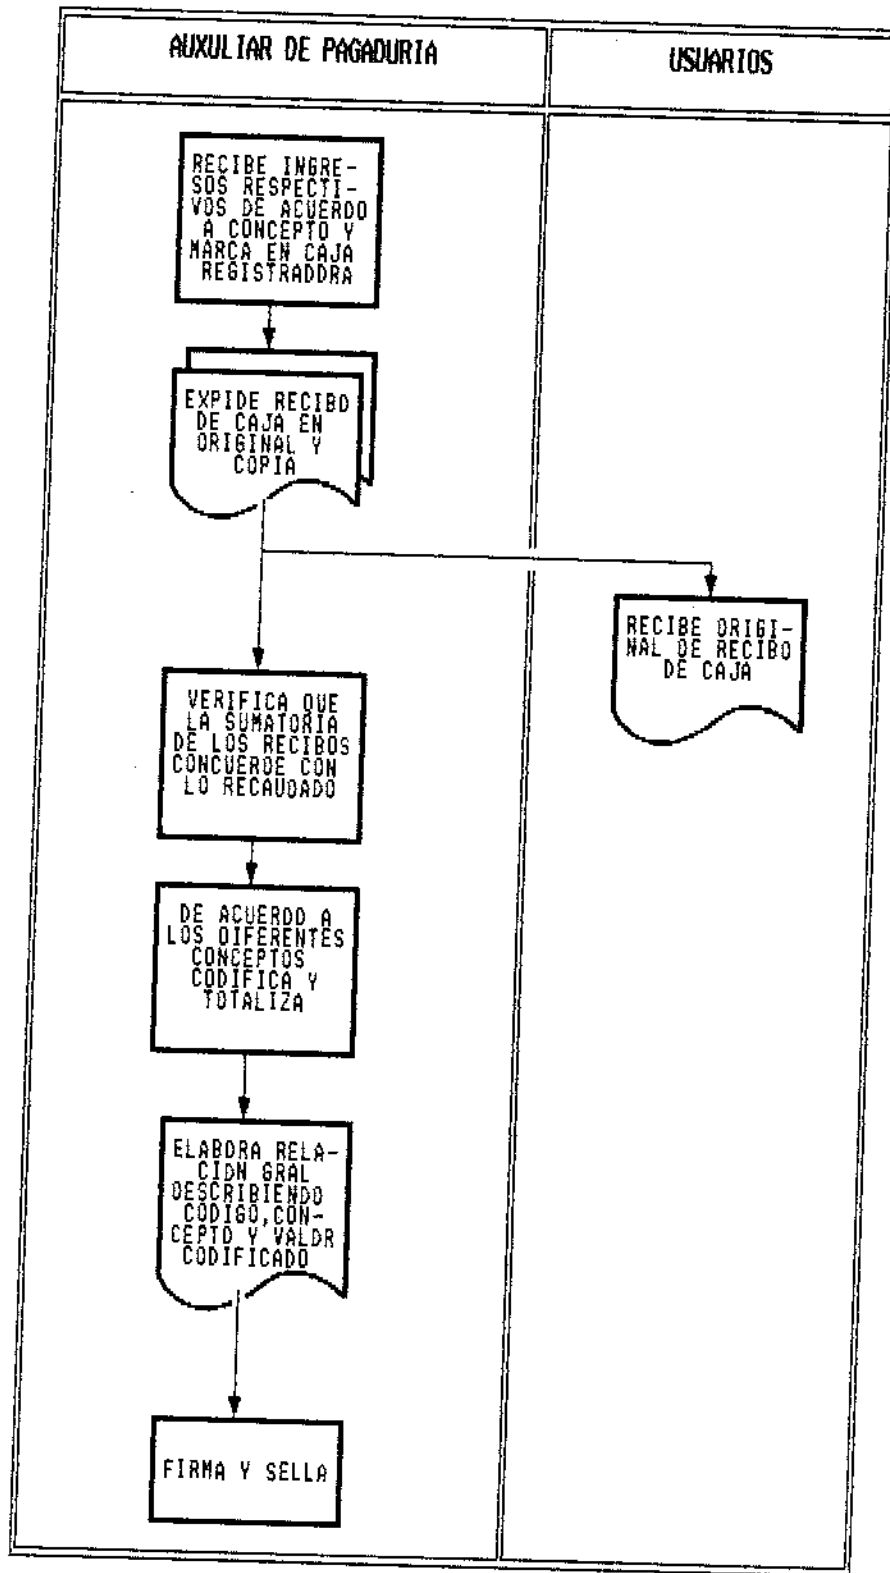 AUXULIAR DE PAGADURIA
USUARIOS
RECIBE INGRE-
SOS RESPECTI-
VOS DE ACUERDO
A CONCEPTO Y
MARCA EN CAJA
REGISTRADDRA
EXPIDE RECIBO
DE CAJA EN
ORIGINAL Y
COPIA
RECIBE ORIGI-
NAL DE RECIBO
DE CAJA
VERIFICA QUE
LA SUMATORIA
DE LOS RECIBOS
CONCUERDE CON
LO RECAUDADO
DE ACUERDO A
LOS DIFERENTES
CONCEPTOS
CODIFICA Y
TOTALIZA
ELABORA RELA-
CION GRAL
DESCRIBIENDO
CODIGO,CON-
CEPTO Y VALOR
CODIFICADO
FIRMA Y SELLA